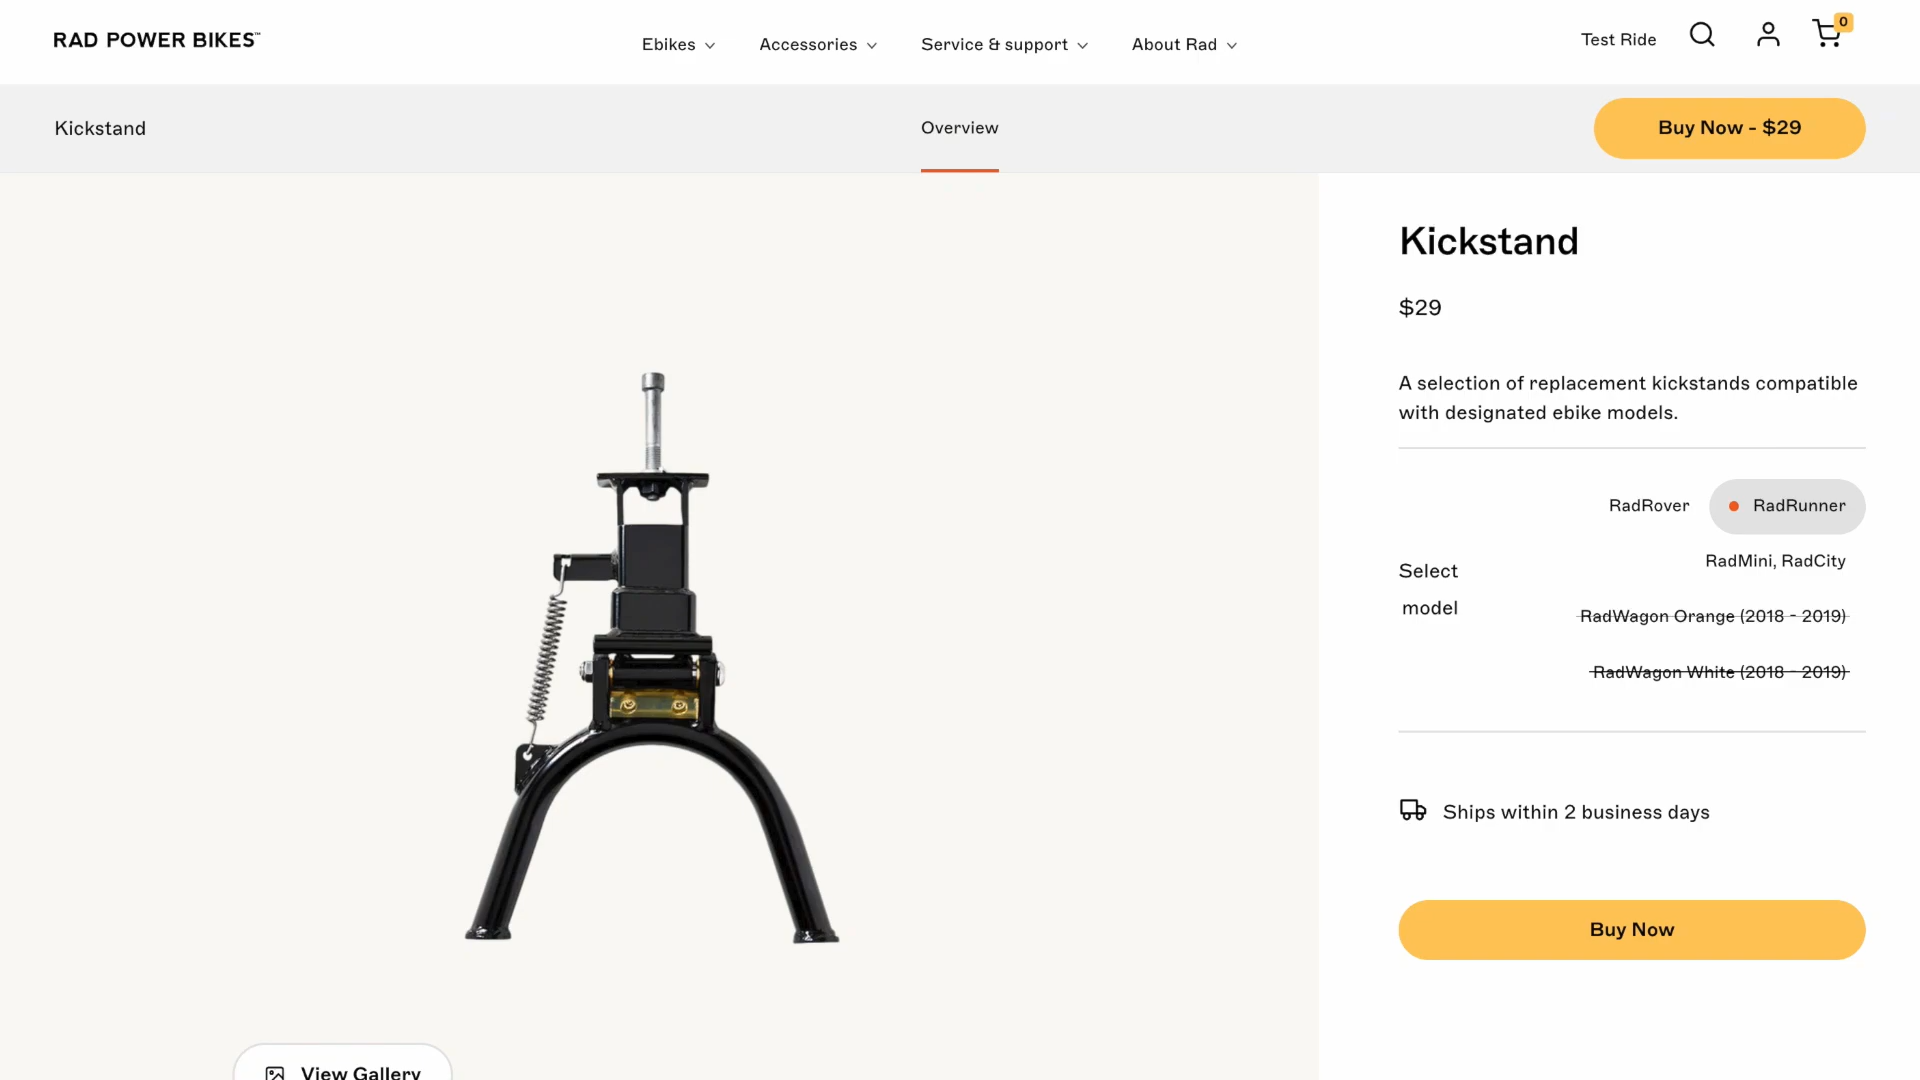 RAD POWER BIKES™
Ebikes
Accessories
Service & support
About Rad
Test Ride
0
Kickstand
Overview
Buy Now - $29
Kickstand
$29
A selection of replacement kickstands compatible
with designated ebike models.
Select
model
RadRover
RadRunner
RadMini, RadCity
RadWagon Orange (2018 - 2019)
RadWagon White (2018 - 2019)
Ships within 2 business days
Buy Now
View Gallery